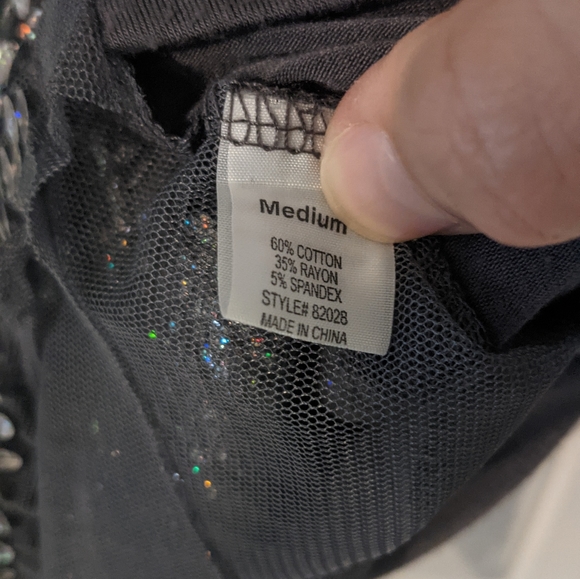 Medium
60% COTTON
35% RAYON
5% SPANDEX
STYLE# 82028
MADE IN CHINA